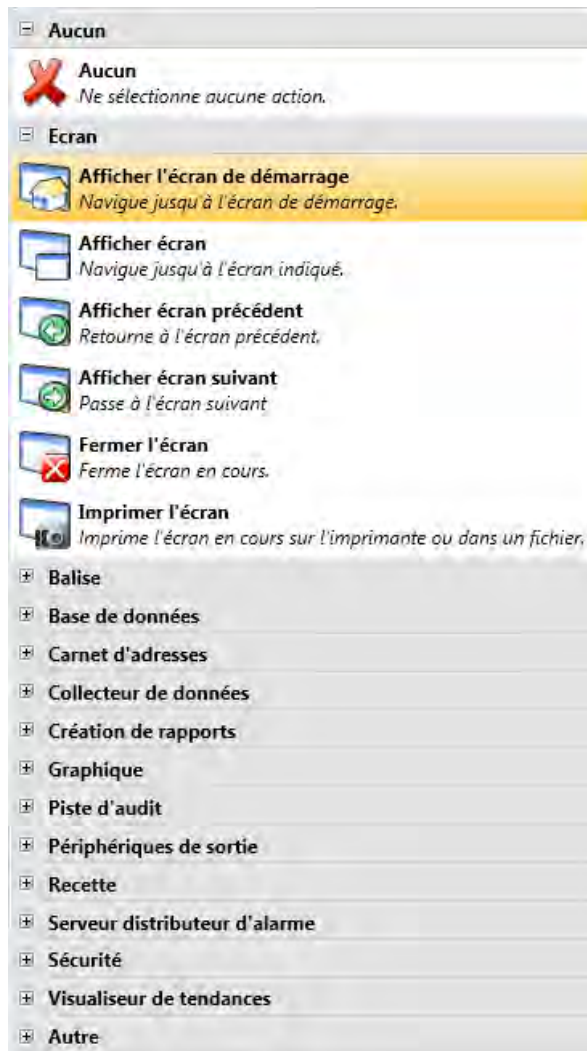 Aucun
Aucun
Ne sélectionne aucune action.
Ecran
Afficher l'écran de démarrage
Navigue jusqu'à l'écran de démarrage.
Afficher écran
Navigue jusqu'à l'écran indiqué.
Afficher écran précédent
Retourne à l'écran précédent.
Afficher écran suivant
Passe à l'écran suivant
Fermer l'écran
Ferme l'écran en cours.
Imprimer l'écran
Imprime l'écran en cours sur l'imprimante ou dans un fichier.
Balise
Base de données
Carnet d'adresses
Collecteur de données
Création de rapports
Graphique
Piste d'audit
Périphériques de sortie
Recette
Serveur distributeur d'alarme
Sécurité
Visualiseur de tendances
Autre